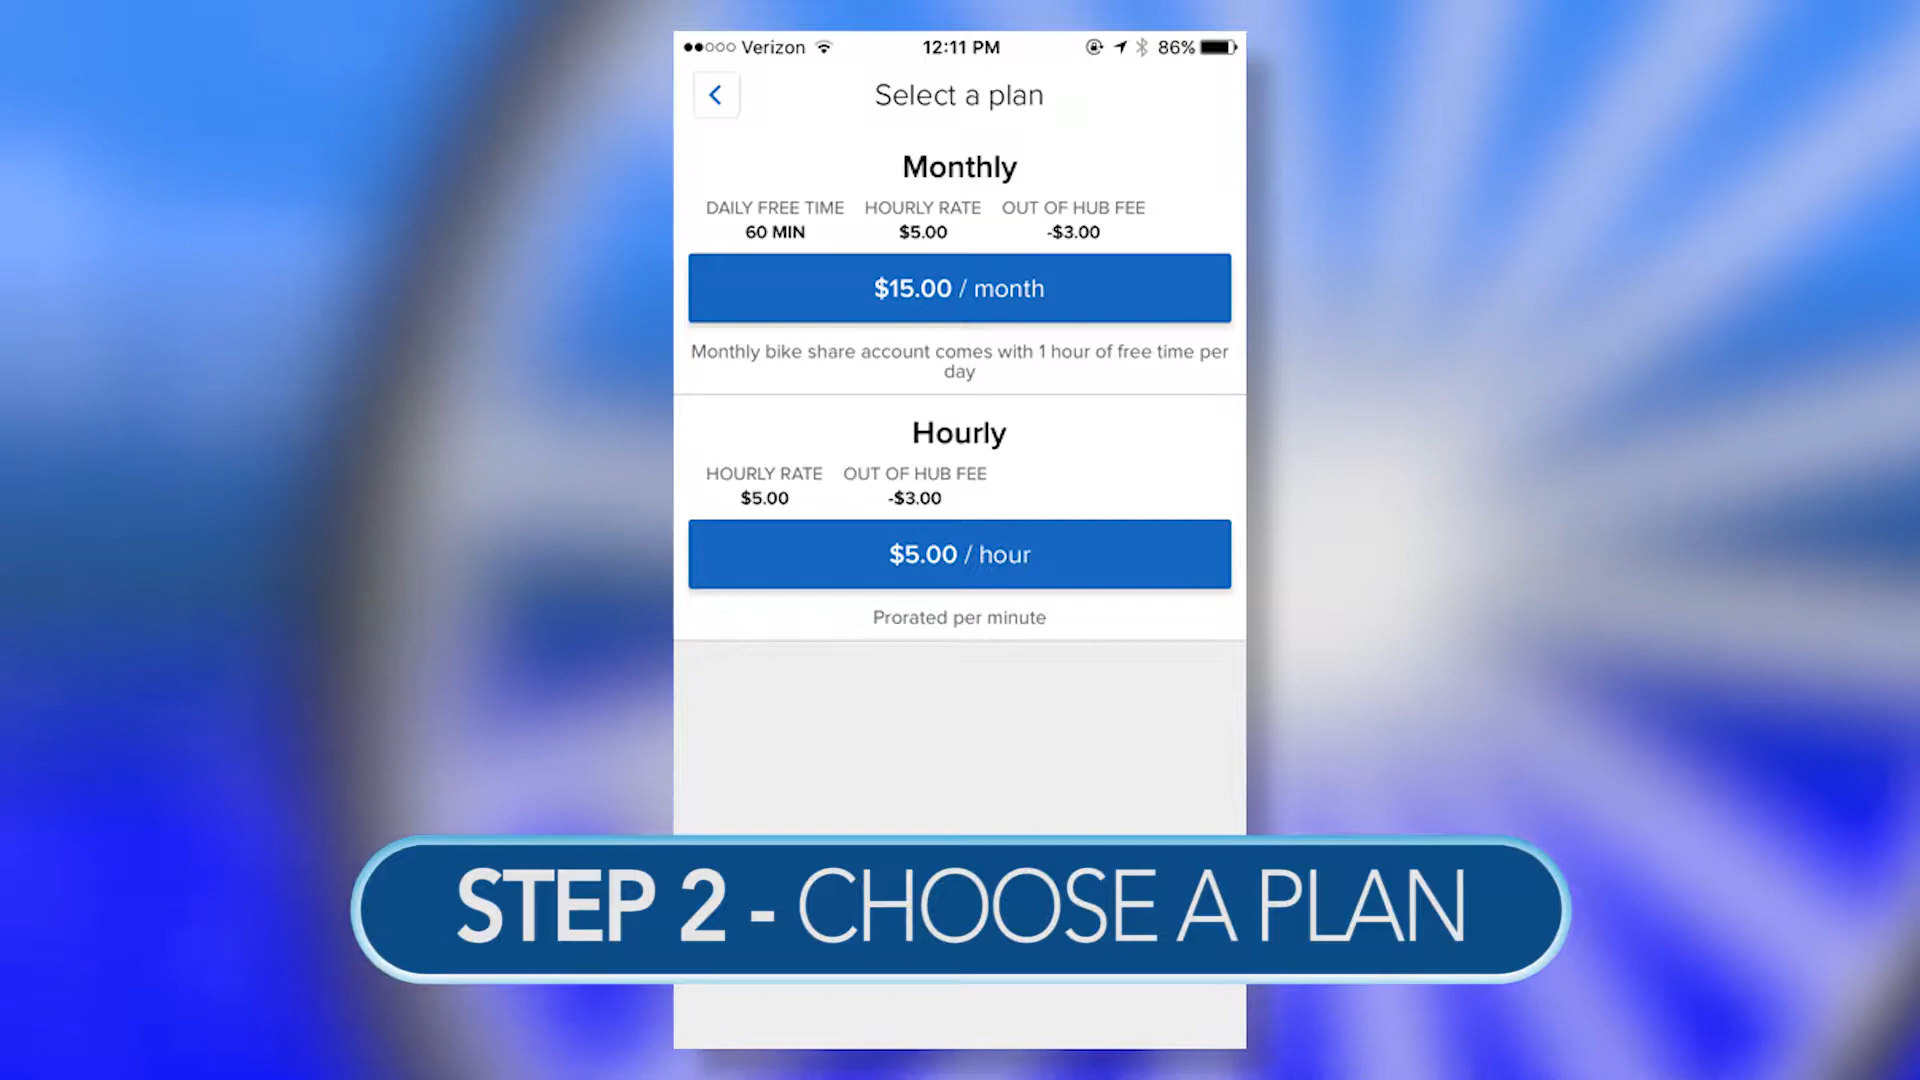 Verizon 12:11 PM 86%
Select a plan
Monthly
DAILY FREE TIME HOURLY RATE OUT OF HUB FEE
60 MIN $5.00 -$3.00
$15.00 / month
Monthly bike share account comes with 1 hour of free time per
day
Hourly
HOURLY RATE OUT OF HUB FEE
$5.00 -$3.00
$5.00 / hour
Prorated per minute
STEP 2 - CHOOSE A PLAN